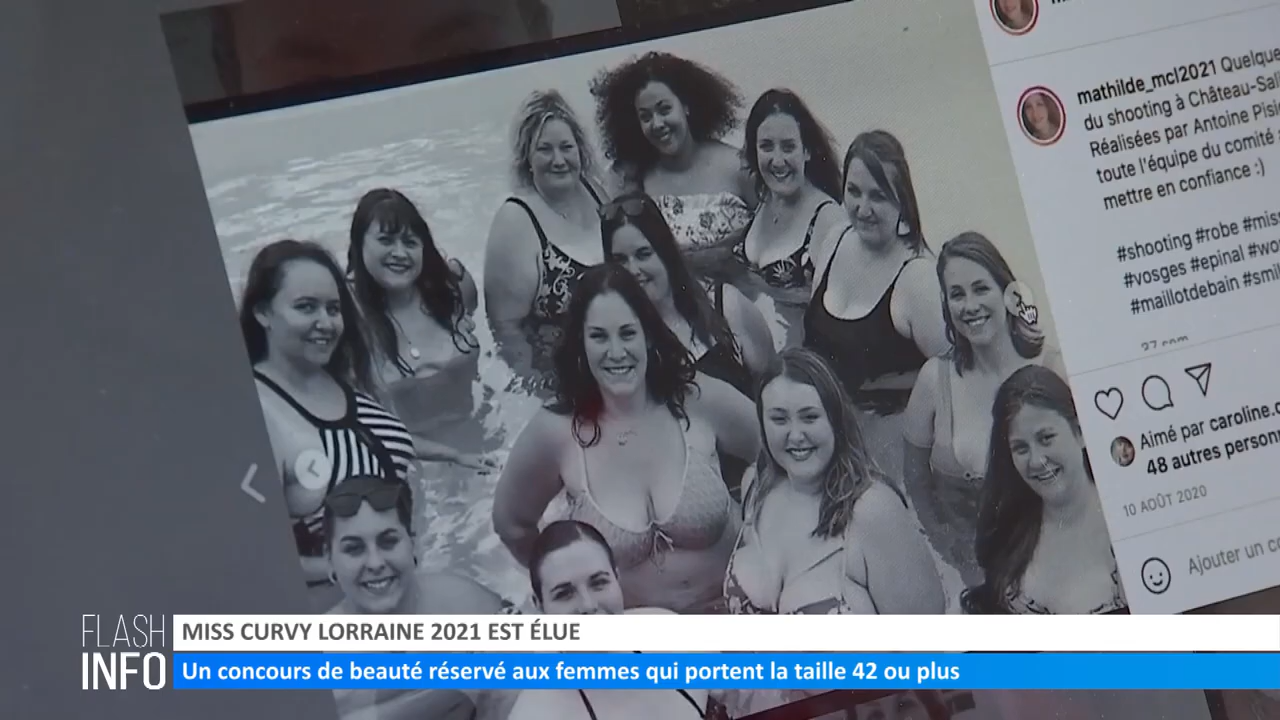 mathilde_mcl2021 Quelque
du shooting à Château-Sal
Réalisées par Antoine Pisi
toute l'équipe du comité
mettre en confiance :)
#shooting #robe #mis
#vosges #epinal #wo
#maillotdebain #smil
Aimé par caroline.c
48 autres person
10 AOÛT 2020
Ajouter un co
FLASH
INFO
MISS CURVY LORRAINE 2021 EST ÉLUE
Un concours de beauté réservé aux femmes qui portent la taille 42 ou plus